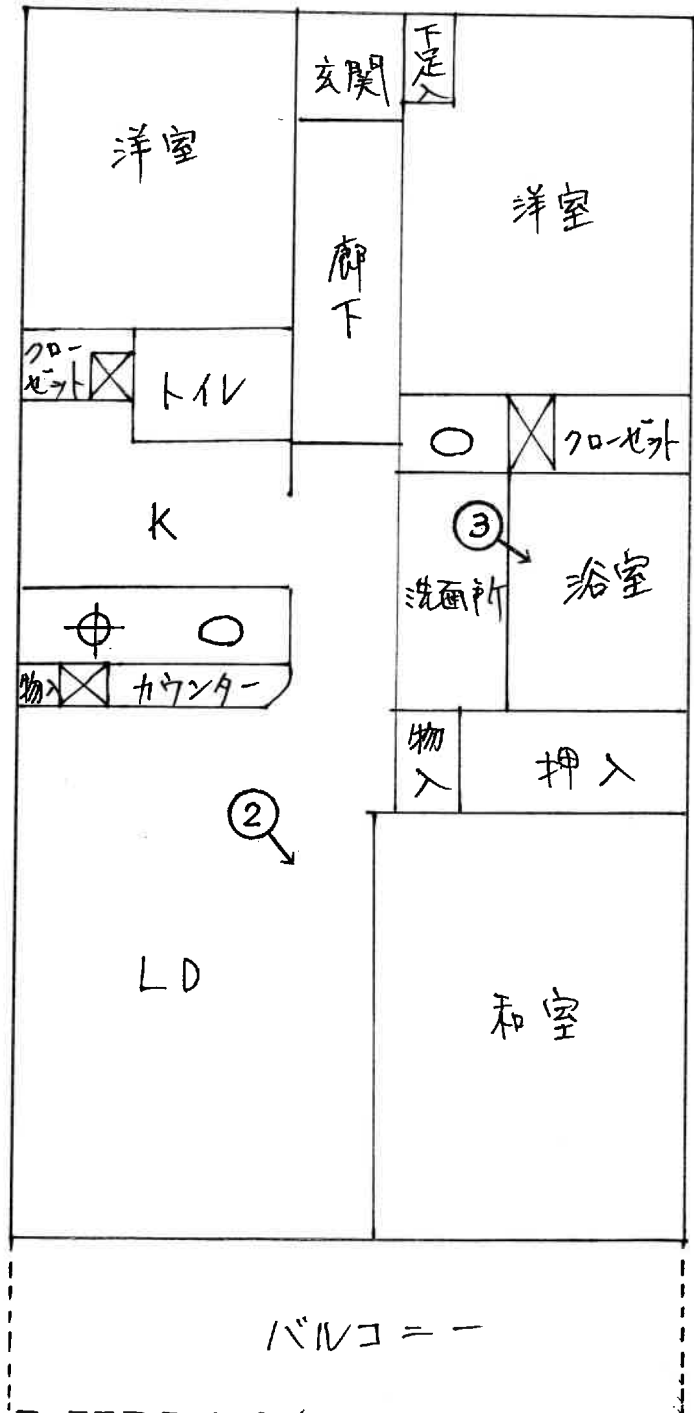 玄関
下
足
入
洋室
洋室
廊
下
クロー
ゼット
トイレ
クローゼット
K
③
洗面所
浴室
物入
カウンター
物
入
押入
②
LD
和室
バルコニー